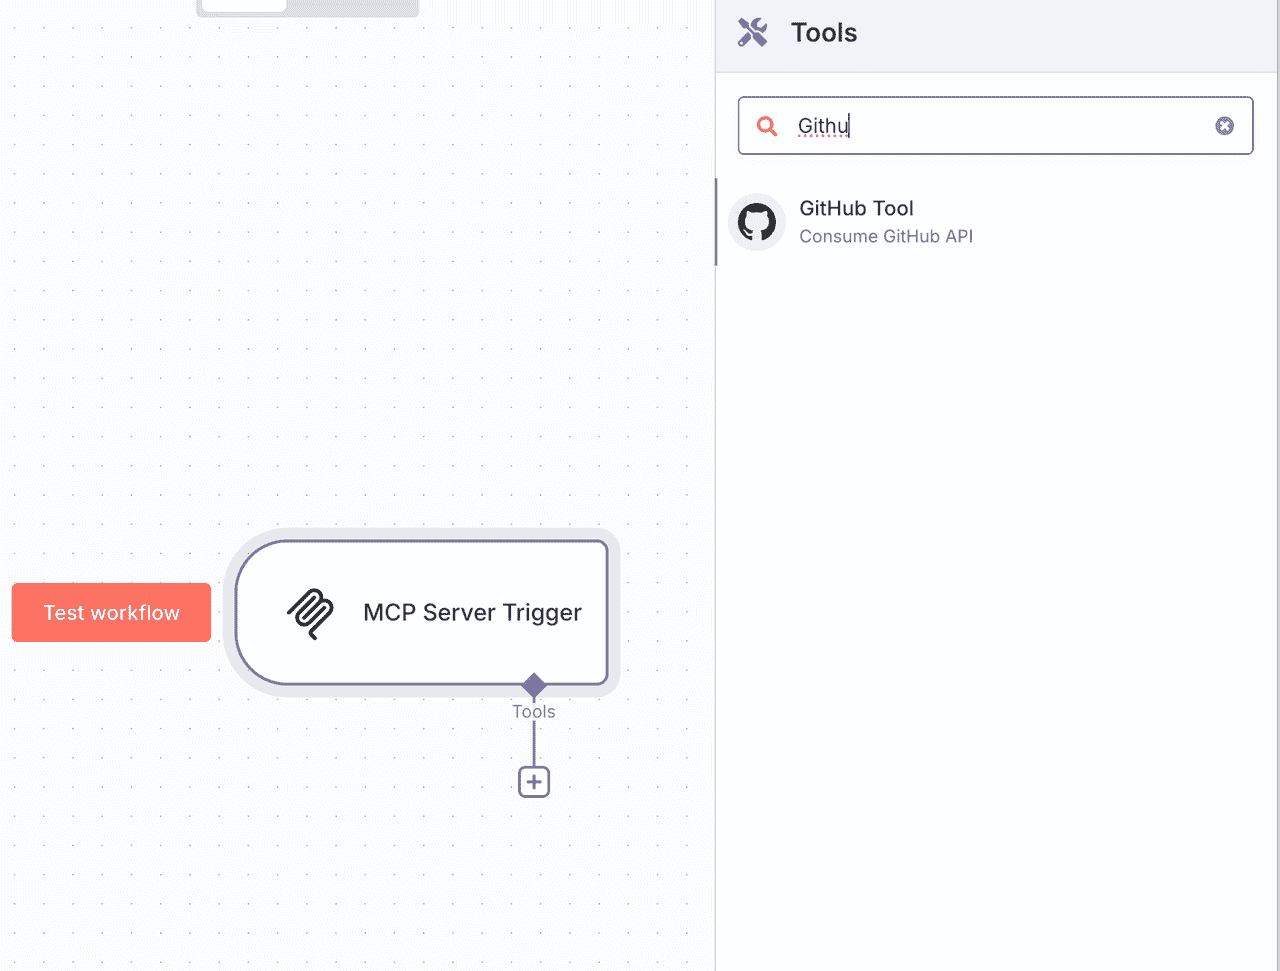 Tools
Githu
GitHub Tool
Consume GitHub API
Test workflow
MCP Server Trigger
Tools